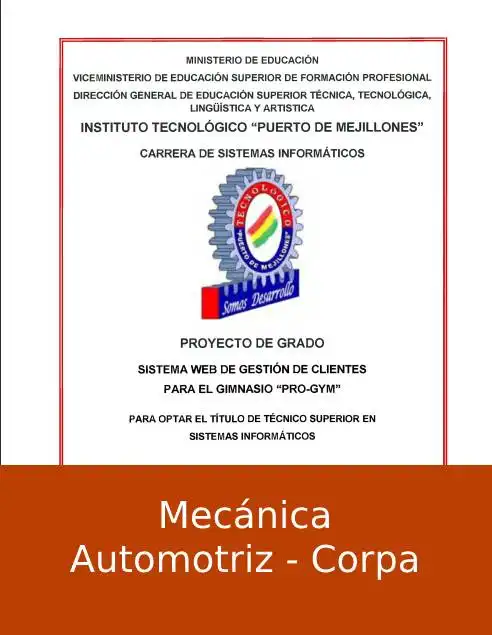 MINISTERIO DE EDUCACIÓN
VICEMINISTERIO DE EDUCACIÓN SUPERIOR DE FORMACIÓN PROFESIONAL
DIRECCIÓN GENERAL DE EDUCACIÓN SUPERIOR TÉCNICA, TECNOLÓGICA,
LINGÜÍSTICA Y ARTISTICA
INSTITUTO TECNOLÓGICO “PUERTO DE MEJILLONES”
CARRERA DE SISTEMAS INFORMÁTICOS
TECNOLÓGICO
"PUERTO DE MEJILLONES"
Somos Desarrollo
PROYECTO DE GRADO
SISTEMA WEB DE GESTIÓN DE CLIENTES
PARA EL GIMNASIO “PRO-GYM”
PARA OPTAR EL TÍTULO DE TÉCNICO SUPERIOR EN
SISTEMAS INFORMÁTICOS
Mecánica
Automotriz - Corpa